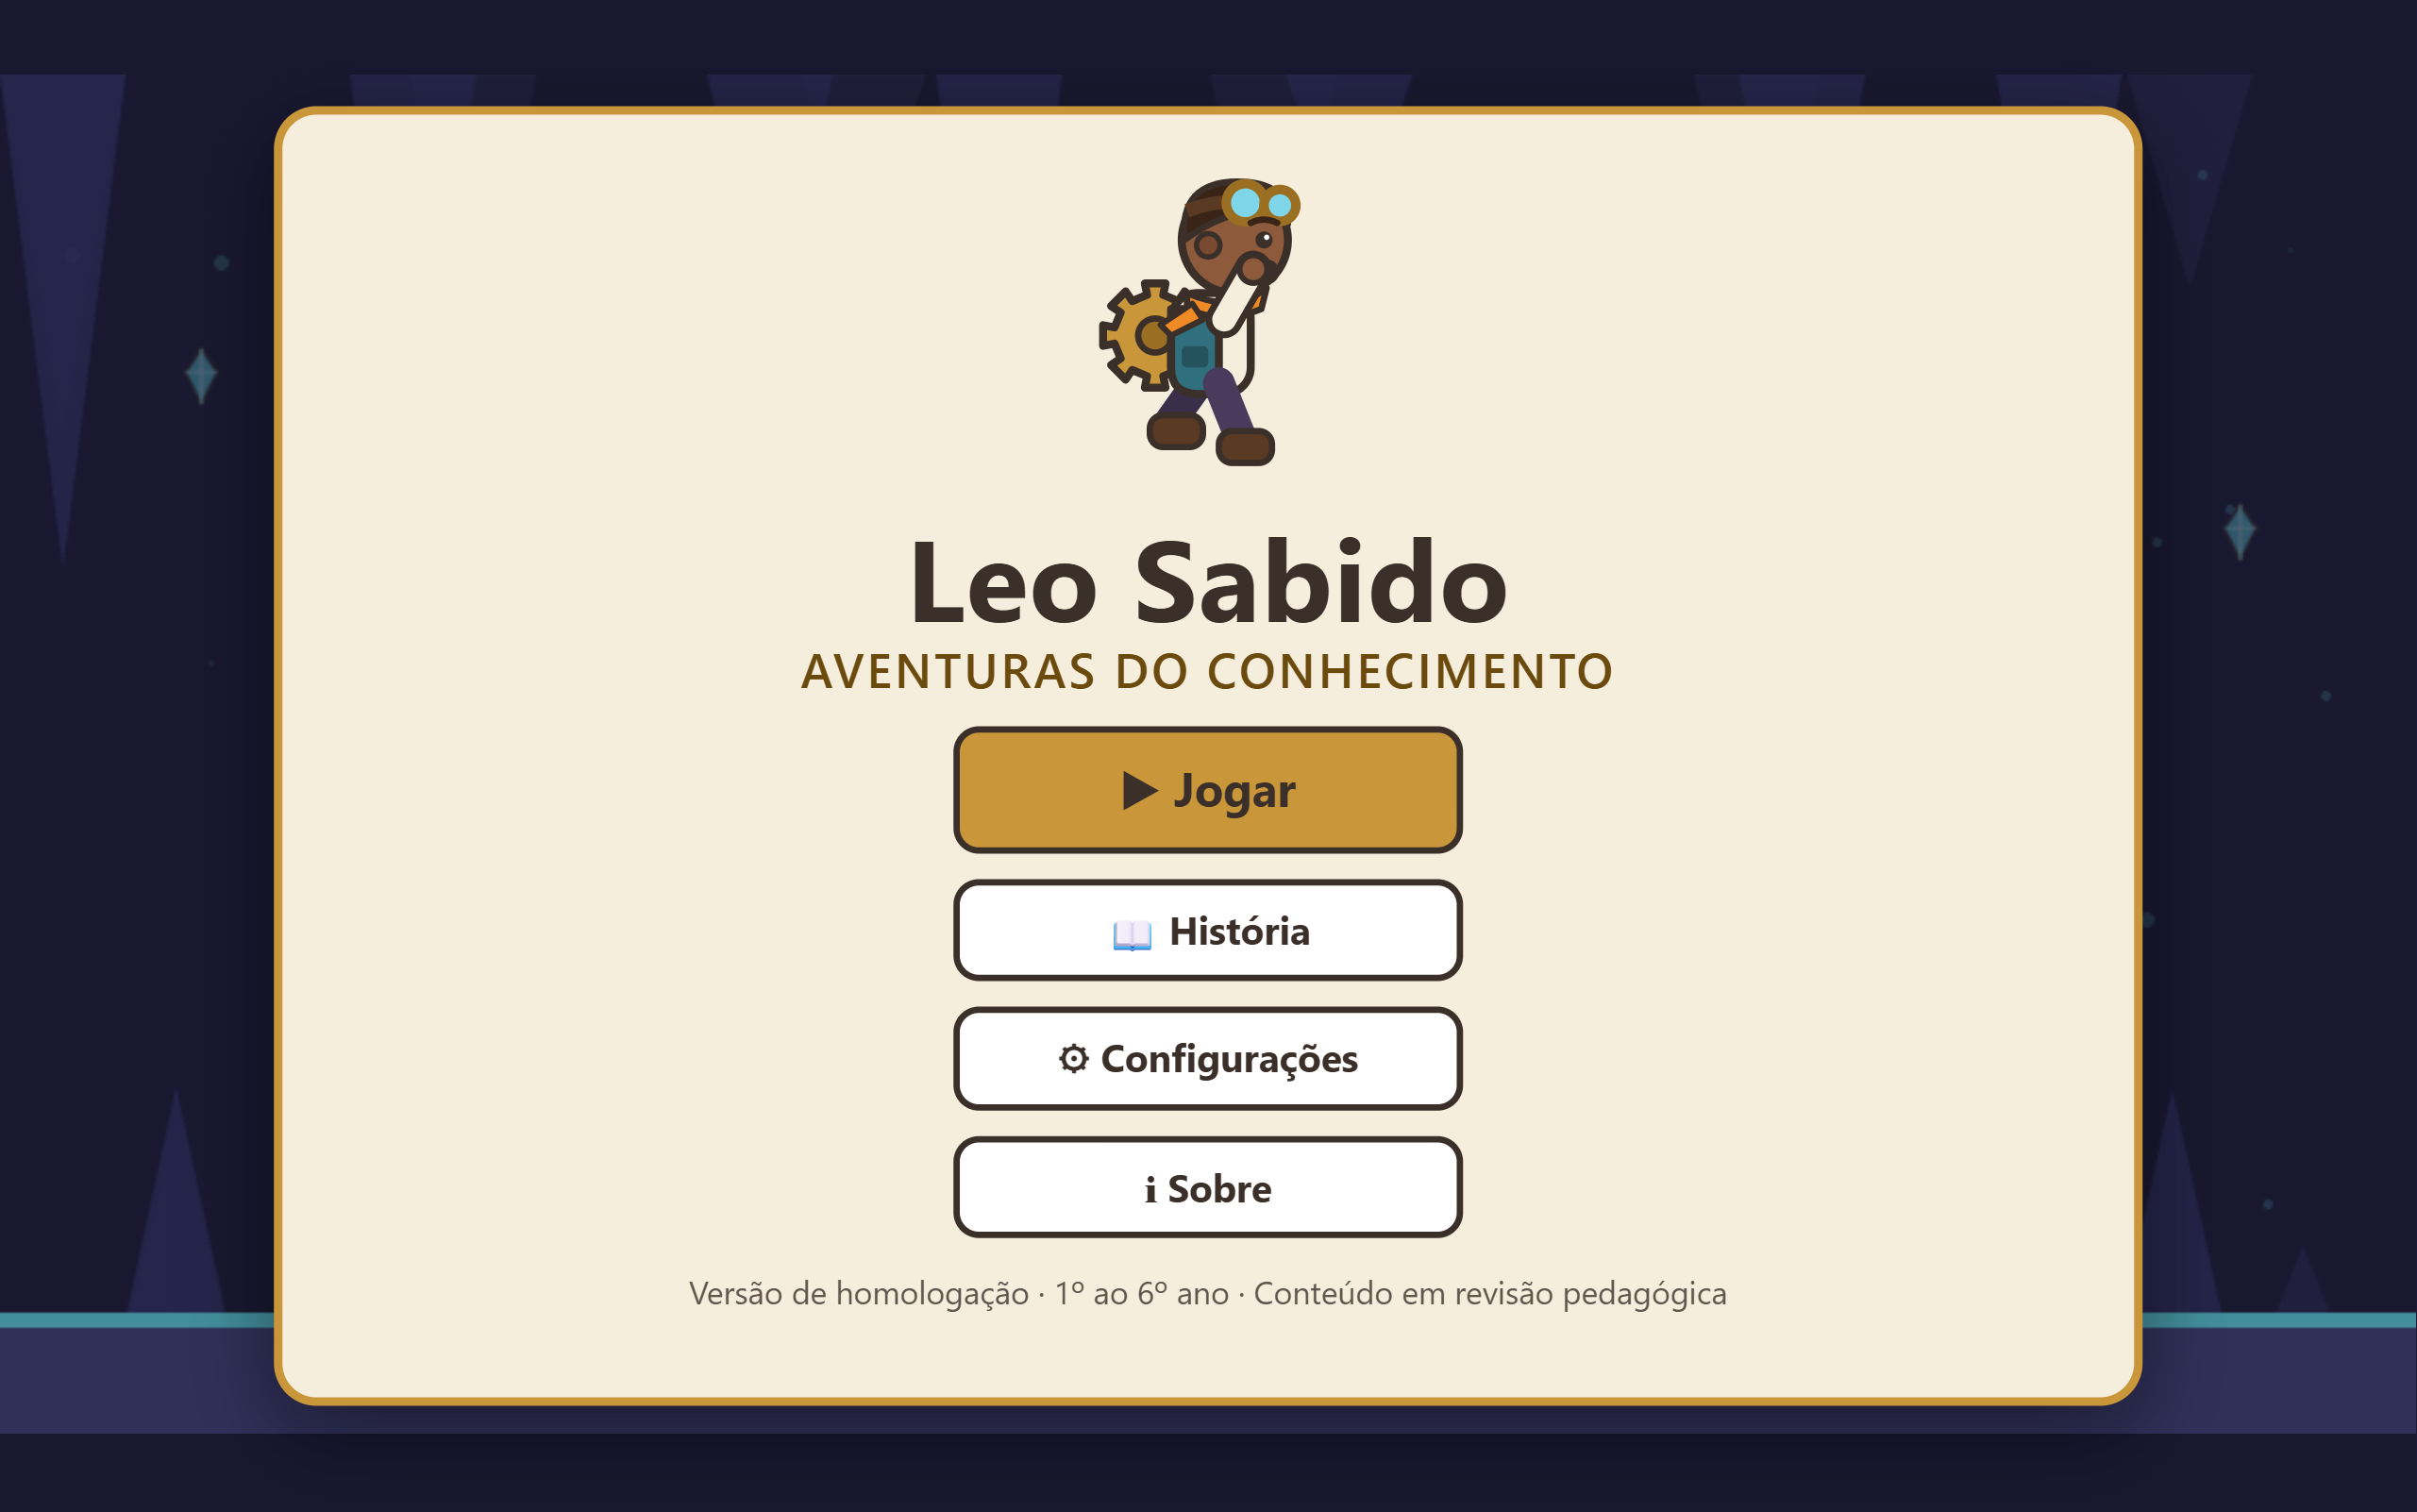 Leo Sabido
AVENTURAS DO CONHECIMENTO
▶ Jogar
📖 História
⚙ Configurações
ℹ Sobre
Versão de homologação · 1º ao 6º ano · Conteúdo em revisão pedagógica